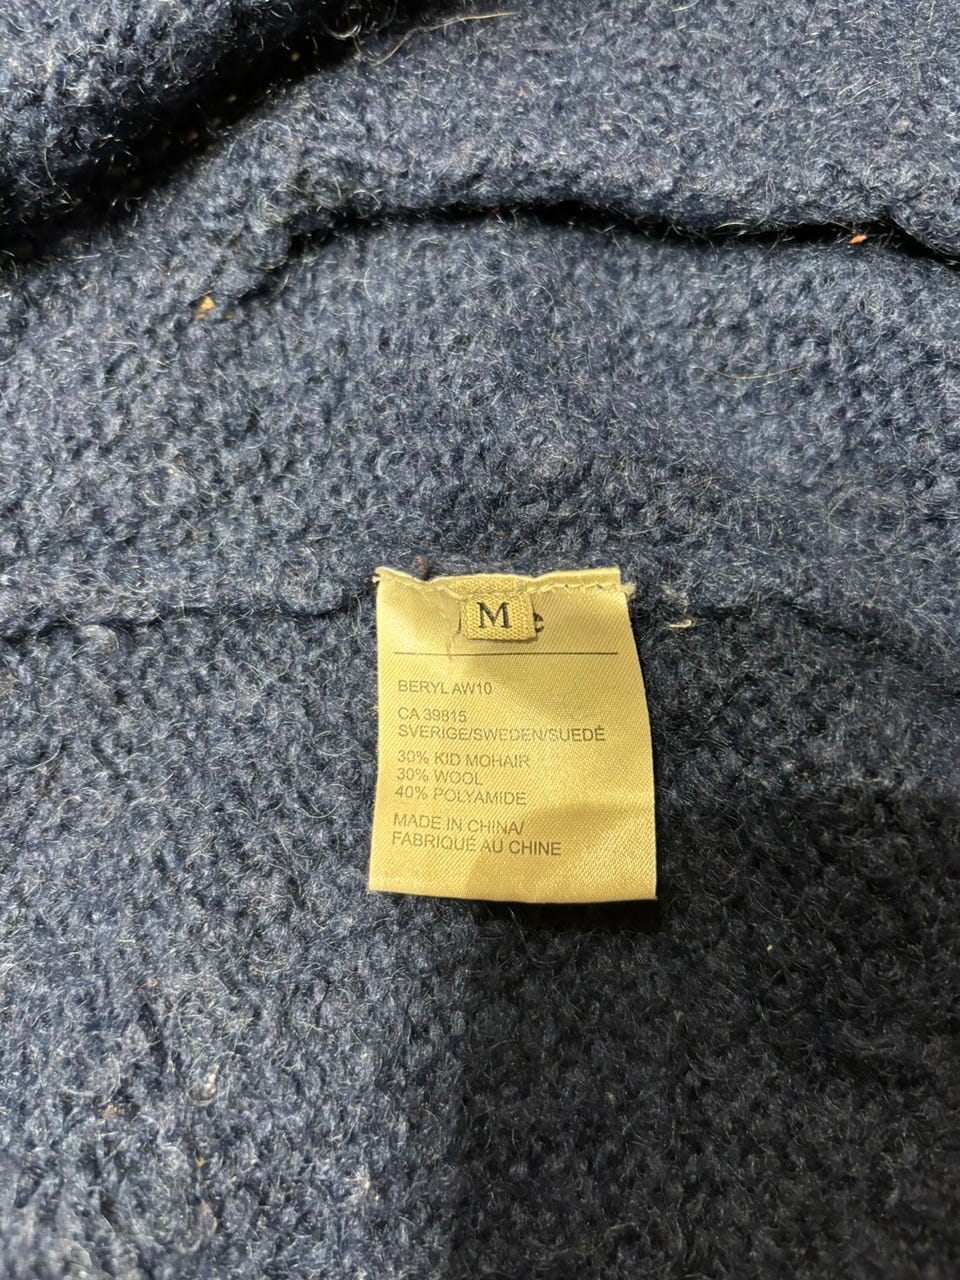 M
BERYL AW10
CA 39815
SVERIGE/SWEDEN/SUEDÉ
30% KID MOHAIR
30% WOOL
40% POLYAMIDE
MADE IN CHINA/
FABRIQUÉ AU CHINE